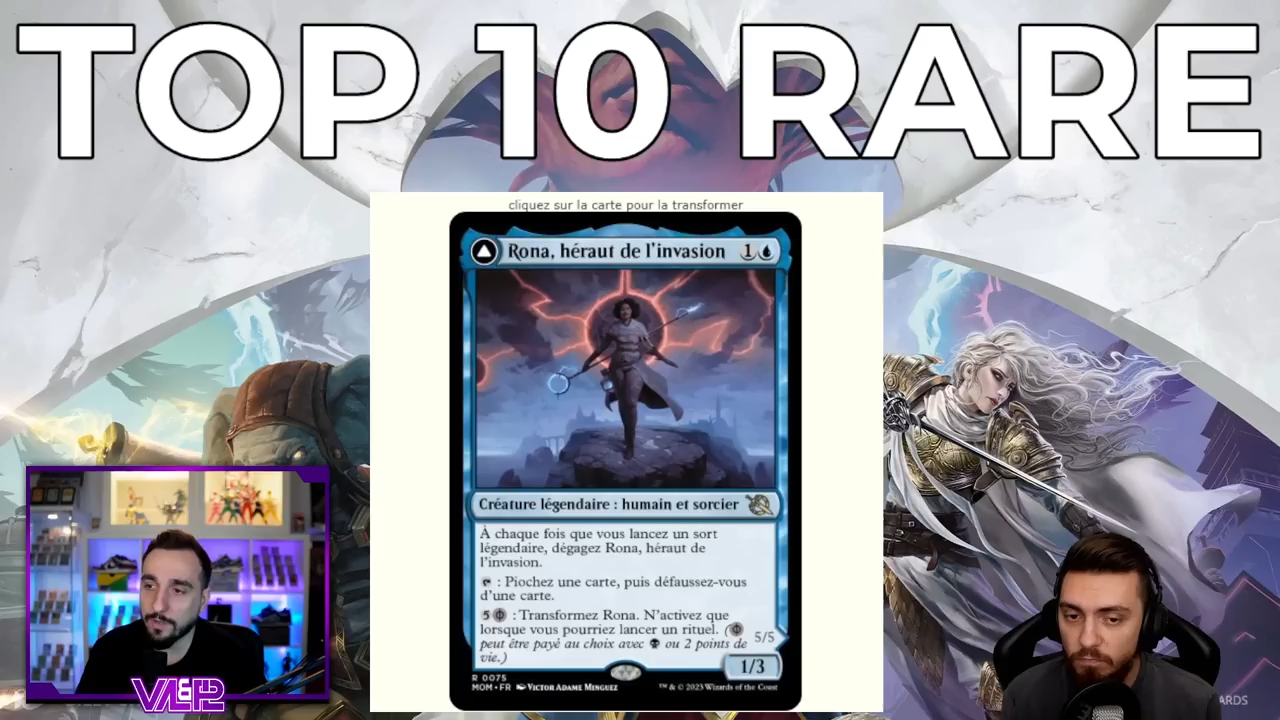 TOP 10 RARE
cliquez sur la carte pour la transformer
Rona, héraut de l'invasion 1
Créature légendaire : humain et sorcier
À chaque fois que vous lancez un sort
légendaire, dégagez Rona, héraut de
l'invasion.
: Piochez une carte, puis défaussez-vous
d'une carte.
5 : Transformez Rona. N'activez que
lorsque vous pourriez lancer un rituel. (
peut être payé au choix avec ou 2 points de
vie.)
5/5
1/3
R 0075
MOM • FR Victor Adame Minguez
™ & © 2023 Wizards of the Coast
ARDS